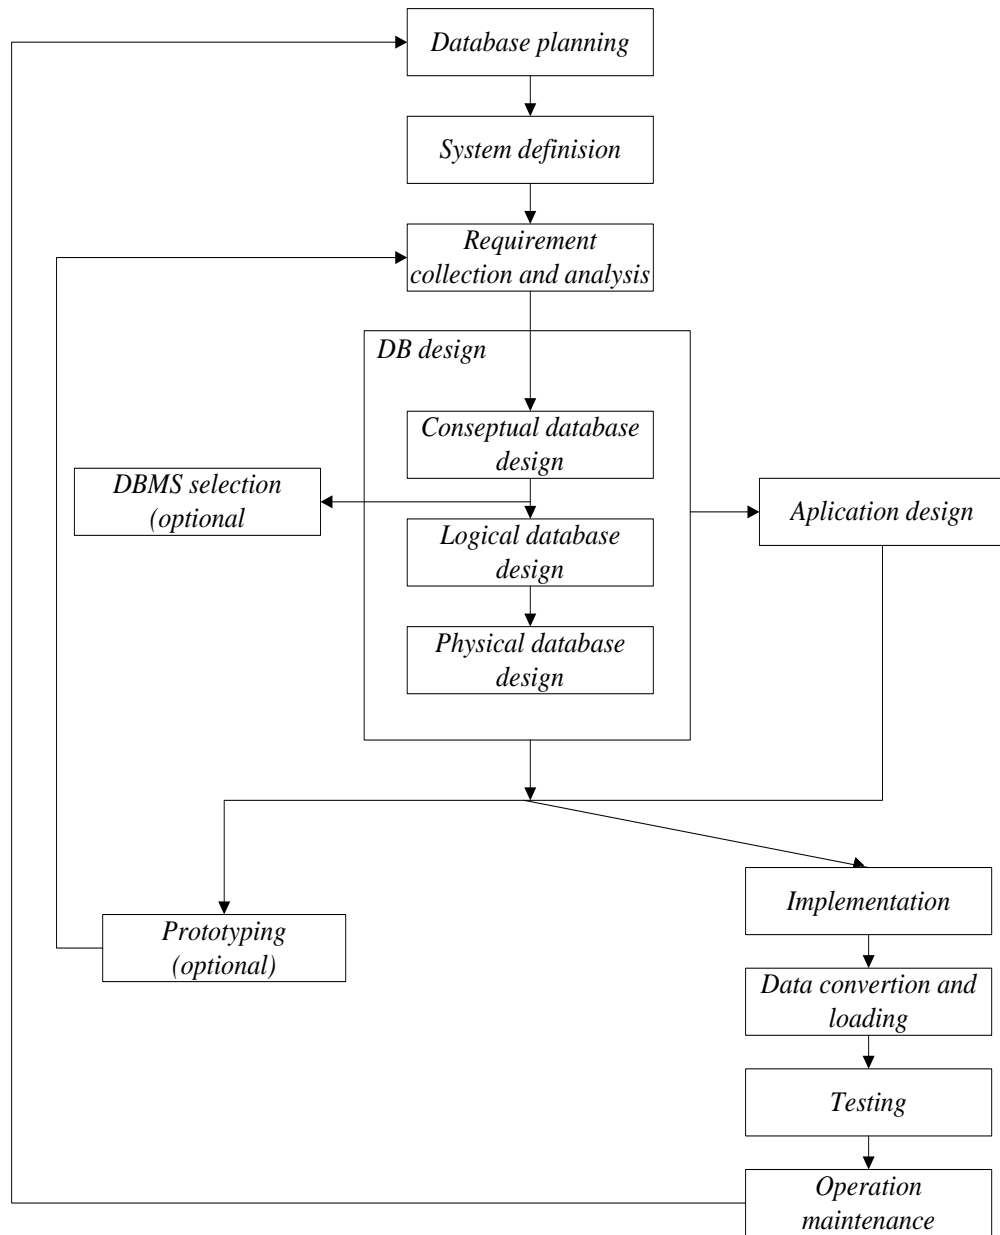 Database planning
System definision
Requirement
collection and analysis
DB design
Conseptual database
design
DBMS selection
(optional
Logical database
design
Aplication design
Physical database
design
Prototyping
(optional)
Implementation
Data convertion and
loading
Testing
Operation
maintenance